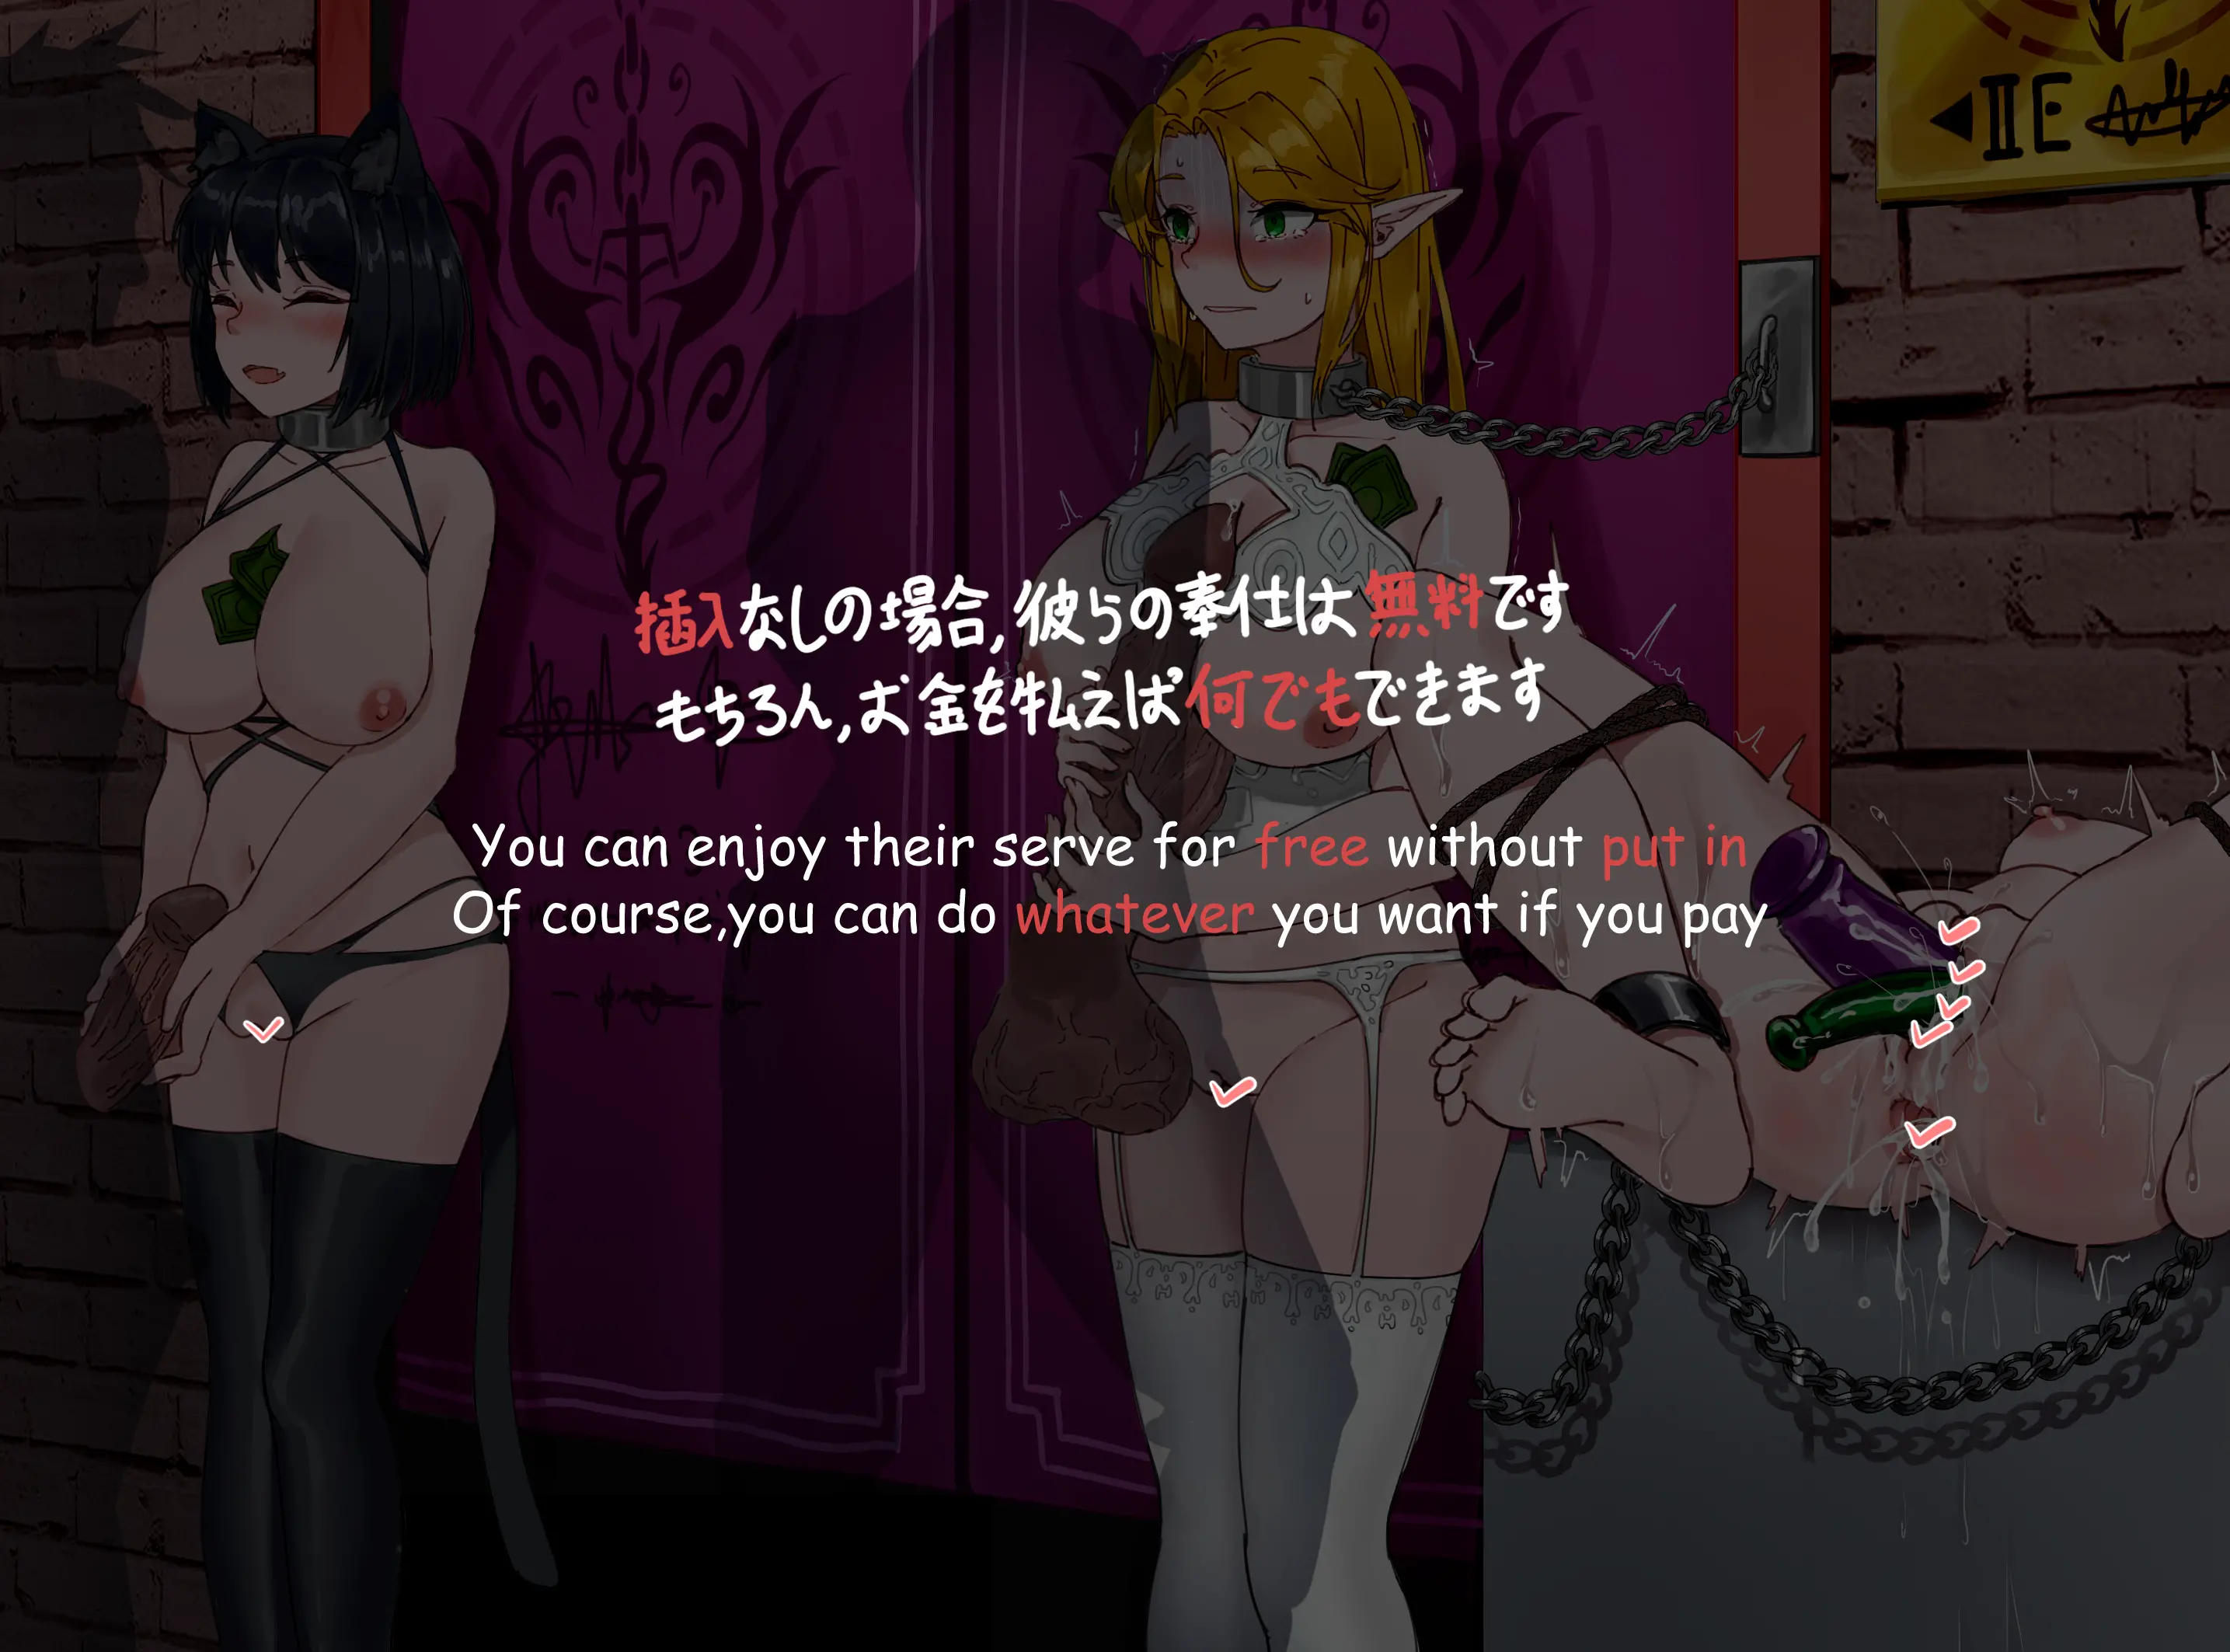 ◀ⅡE
挿入なしの場合,彼らの奉仕は無料です
もちろん,お金を払えば何でもできます
You can enjoy their serve for free without put in
Of course,you can do whatever you want if you pay